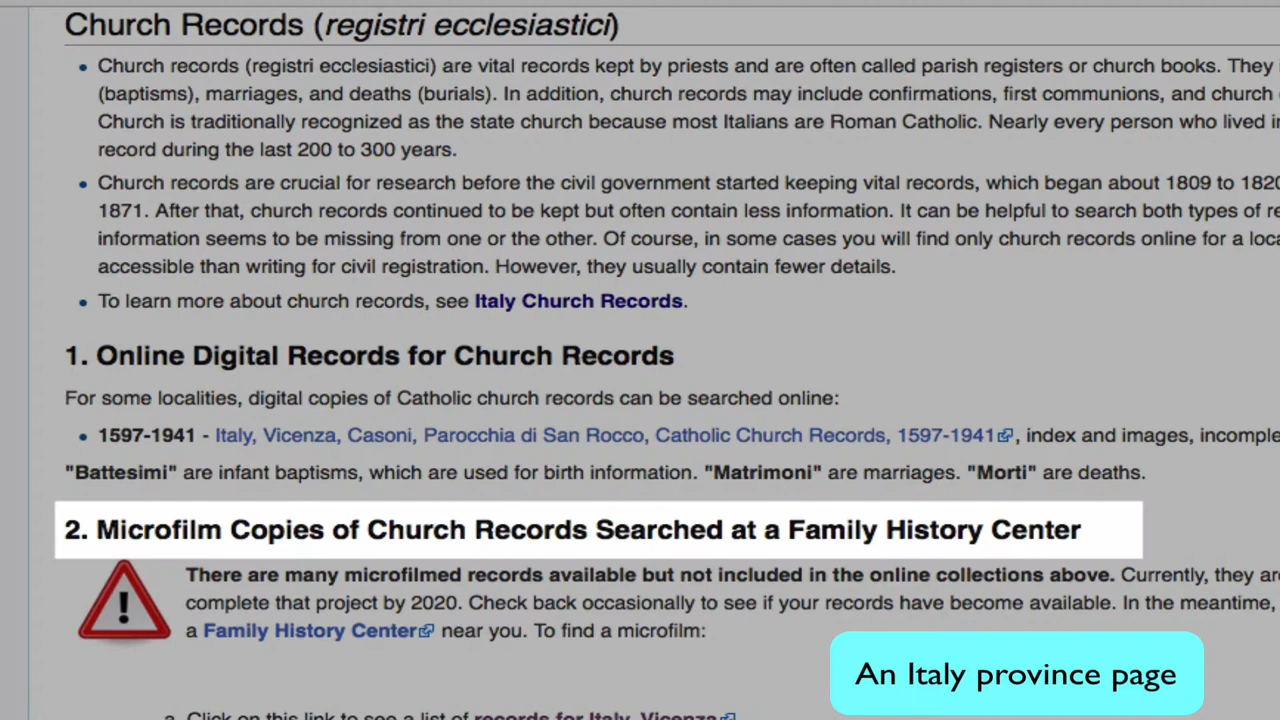 Church Records (registri ecclesiastici)
Church records (registri ecclesiastici) are vital records kept by priests and are often called parish registers or church books. They
(baptisms), marriages, and deaths (burials). In addition, church records may include confirmations, first communions, and church
Church is traditionally recognized as the state church because most Italians are Roman Catholic. Nearly every person who lived
record during the last 200 to 300 years.
Church records are crucial for research before the civil government started keeping vital records, which began about 1809 to 1820
1871. After that, church records continued to be kept but often contain less information. It can be helpful to search both types of
information seems to be missing from one or the other. Of course, in some cases you will find only church records online for a
accessible than writing for civil registration. However, they usually contain fewer details.
To learn more about church records, see Italy Church Records.
1. Online Digital Records for Church Records
For some localities, digital copies of Catholic church records can be searched online:
1597-1941 - Italy, Vicenza, Casoni, Parocchia di San Rocco, Catholic Church Records, 1597-1941, index and images,
"Battesimi" are infant baptisms, which are used for birth information. "Matrimoni" are marriages. "Morti" are deaths.
2. Microfilm Copies of Church Records Searched at a Family History Center
There are many microfilmed records available but not included in the online collections above. Currently, they
complete that project by 2020. Check back occasionally to see if your records have become available. In the meantime,
a Family History Center near you. To find a microfilm:
An Italy province page
a. Click on this link to see a list of records for Italy, Vicenza